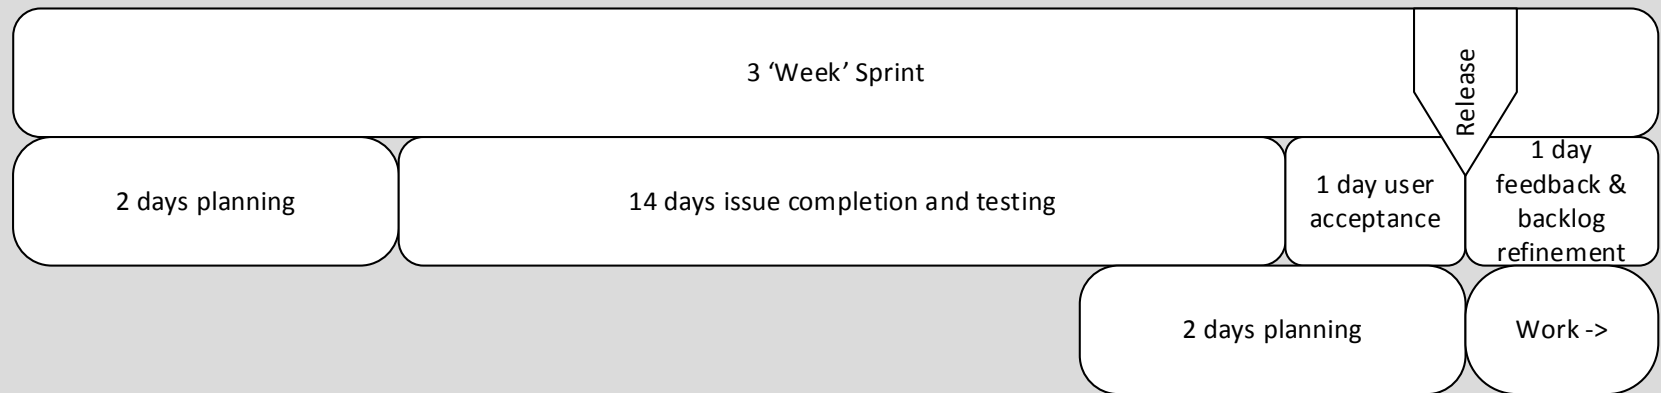 3 ‘Week’ Sprint
Release
2 days planning
14 days issue completion and testing
1 day user
acceptance
1 day
feedback &
backlog
refinement
2 days planning
Work ->